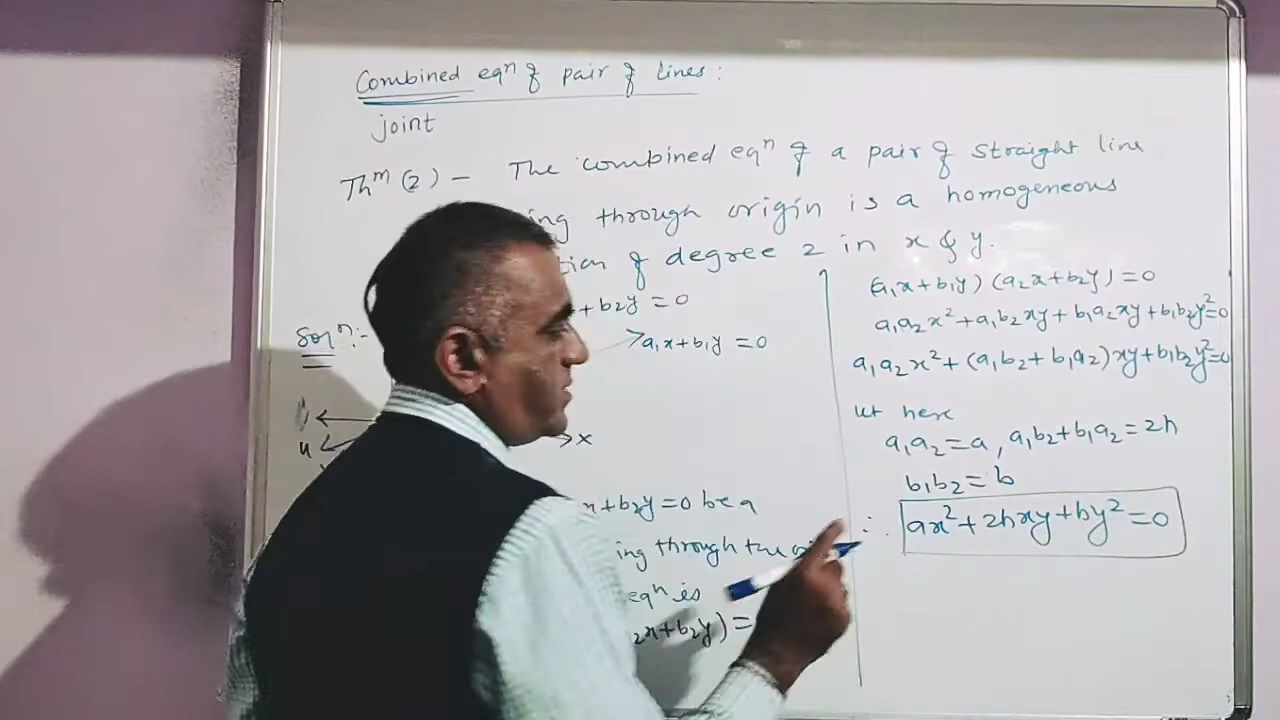 Combined eqⁿ of pair of lines :
joint
Thᵐ (2) – The combined eqⁿ of a pair of straight line
ing through origin is a homogeneous
tion of degree 2 in x & y.
+ b₂y = 0
Solⁿ:-
a₁x + b₁y = 0
x
x + b₂y = 0 be a
ing through the
eqⁿ is
₂x + b₂y) =
(a₁x + b₁y) (a₂x + b₂y) = 0
a₁a₂x² + a₁b₂xy + b₁a₂xy + b₁b₂y² = 0
a₁a₂x² + (a₁b₂ + b₁a₂) xy + b₁b₂y² = 0
let here
a₁a₂ = a, a₁b₂ + b₁a₂ = 2h
b₁b₂ = b
∴ ax² + 2hxy + by² = 0